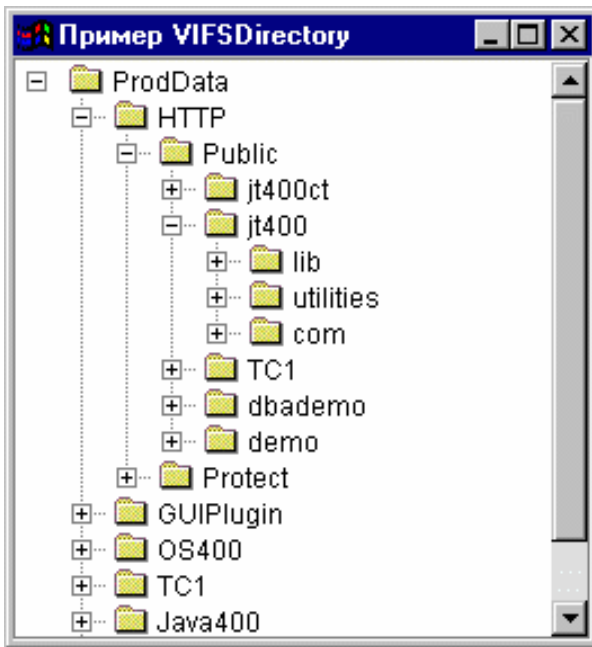 Пример VIFSDirectory
ProdData
HTTP
Public
jt400ct
jt400
lib
utilities
com
TC1
dbademo
demo
Protect
GUIPlugin
OS400
TC1
Java400